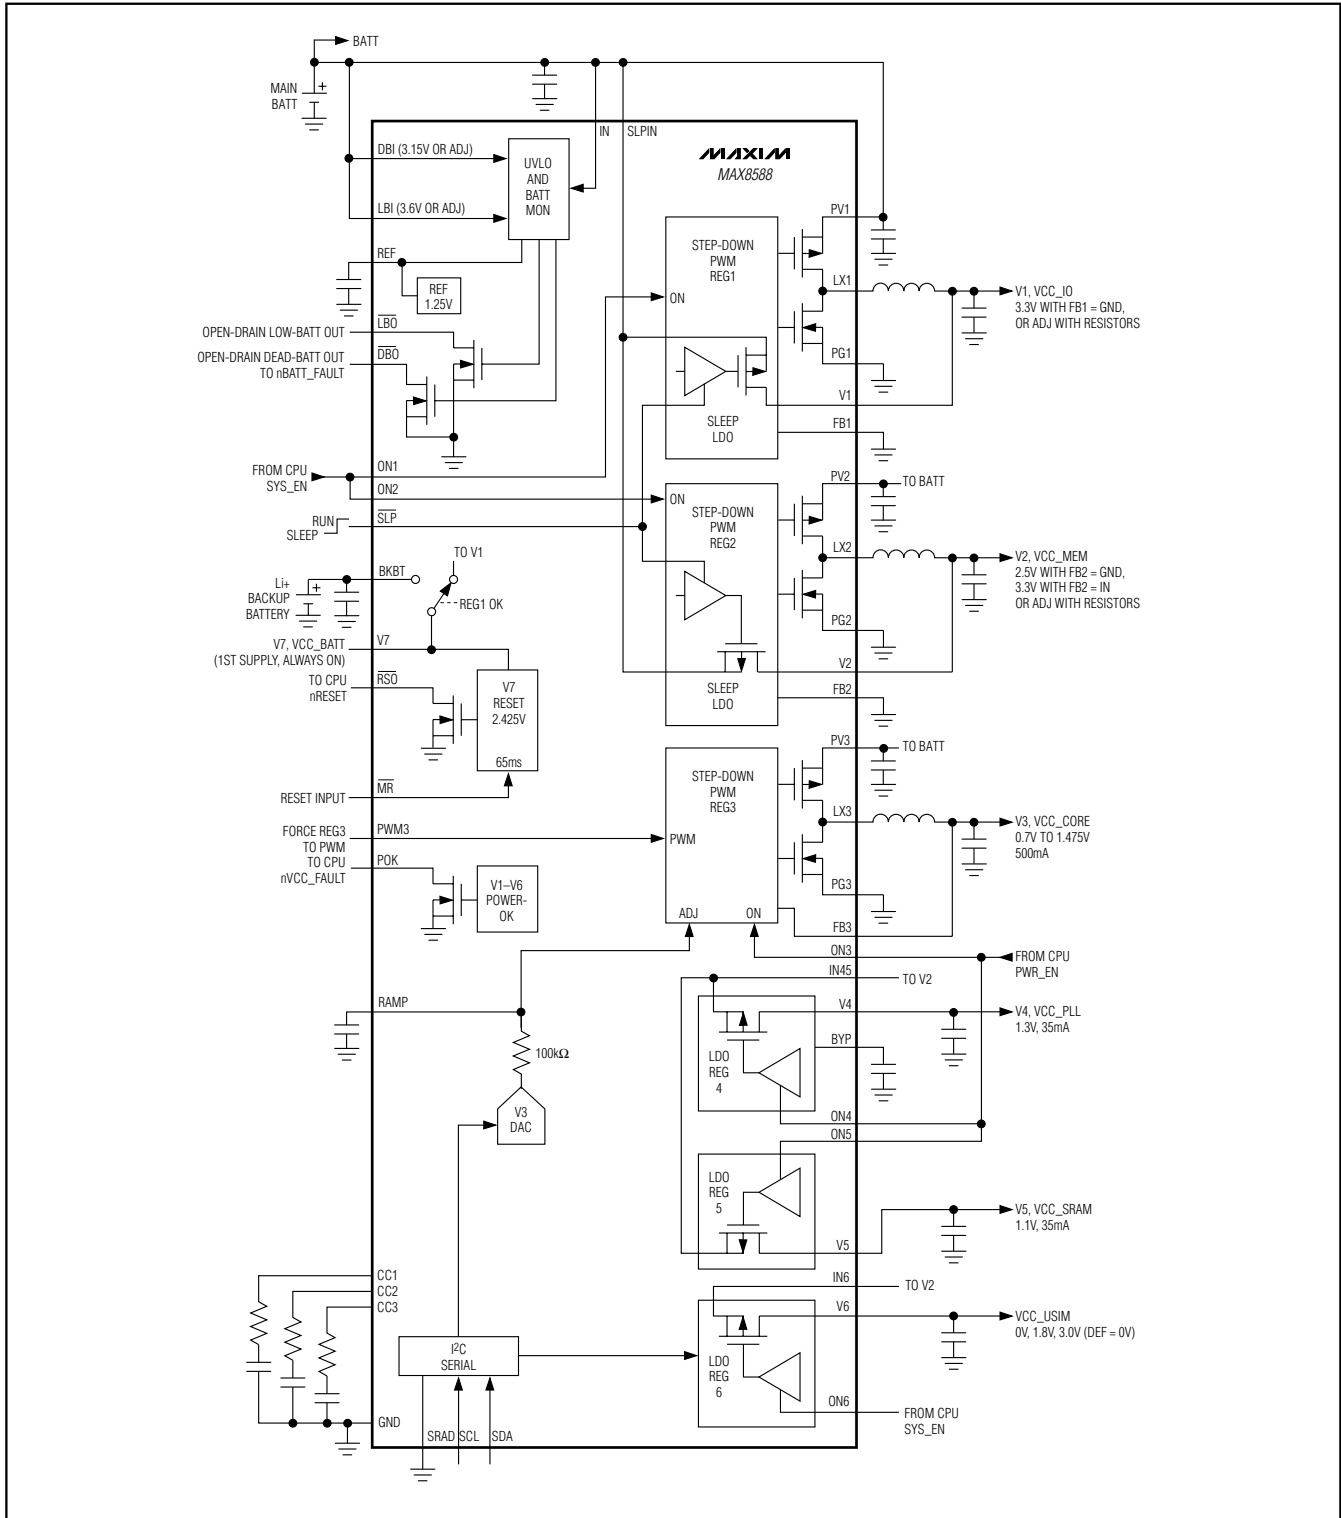 BATT
MAIN
BATT
+
IN
SLPIN
DBI (3.15V OR ADJ)
UVLO
AND
BATT
MON
MAXIM
MAX8588
LBI (3.6V OR ADJ)
PV1
STEP-DOWN
PWM
REG1
REF
REF
1.25V
ON
LX1
V1, VCC_IO
3.3V WITH FB1 = GND,
OR ADJ WITH RESISTORS
LBO
OPEN-DRAIN LOW-BATT OUT
DBO
OPEN-DRAIN DEAD-BATT OUT
TO nBATT_FAULT
PG1
V1
SLEEP
LDO
FB1
ON1
FROM CPU
SYS_EN
ON2
PV2
TO BATT
ON
STEP-DOWN
PWM
REG2
SLP
RUN
SLEEP
LX2
V2, VCC_MEM
2.5V WITH FB2 = GND,
3.3V WITH FB2 = IN
OR ADJ WITH RESISTORS
TO V1
BKBT
Li+
BACKUP
BATTERY
+
REG1 OK
PG2
V7
V7, VCC_BATT
(1ST SUPPLY, ALWAYS ON)
V2
RSO
TO CPU
nRESET
V7
RESET
2.425V
65ms
SLEEP
LDO
FB2
PV3
TO BATT
STEP-DOWN
PWM
REG3
MR
RESET INPUT
LX3
V3, VCC_CORE
0.7V TO 1.475V
500mA
PWM3
FORCE REG3
TO PWM
PWM
POK
TO CPU
nVCC_FAULT
V1–V6
POWER-
OK
PG3
ADJ
ON
FB3
ON3
FROM CPU
PWR_EN
IN45
TO V2
RAMP
V4
V4, VCC_PLL
1.3V, 35mA
BYP
100kΩ
LDO
REG
4
V3
DAC
ON4
ON5
LDO
REG
5
V5, VCC_SRAM
1.1V, 35mA
V5
CC1
CC2
CC3
IN6
TO V2
V6
VCC_USIM
0V, 1.8V, 3.0V (DEF = 0V)
I2C
SERIAL
LDO
REG
6
ON6
FROM CPU
SYS_EN
GND
SRAD
SCL
SDA